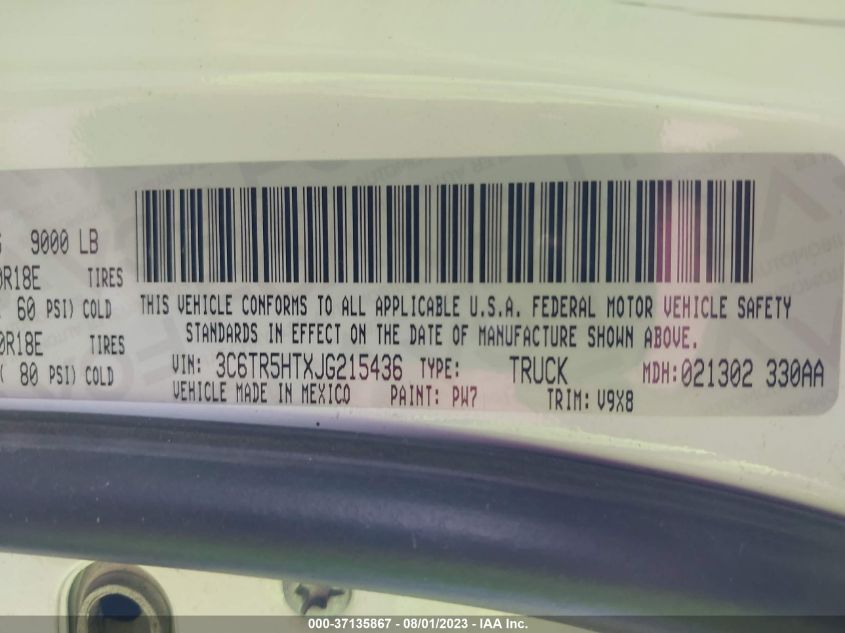 9000 LB
0R18E TIRES
60 PSI) COLD
0R18E TIRES
( 80 PSI) COLD
THIS VEHICLE CONFORMS TO ALL APPLICABLE U.S.A. FEDERAL MOTOR VEHICLE SAFETY
STANDARDS IN EFFECT ON THE DATE OF MANUFACTURE SHOWN ABOVE.
VIN: 3C6TR5HTXJG215436 TYPE: TRUCK MDH:021302 330AA
VEHICLE MADE IN MEXICO PAINT: PW7 TRIM: V9X8
000-37135867 - 08/01/2023 - IAA Inc.